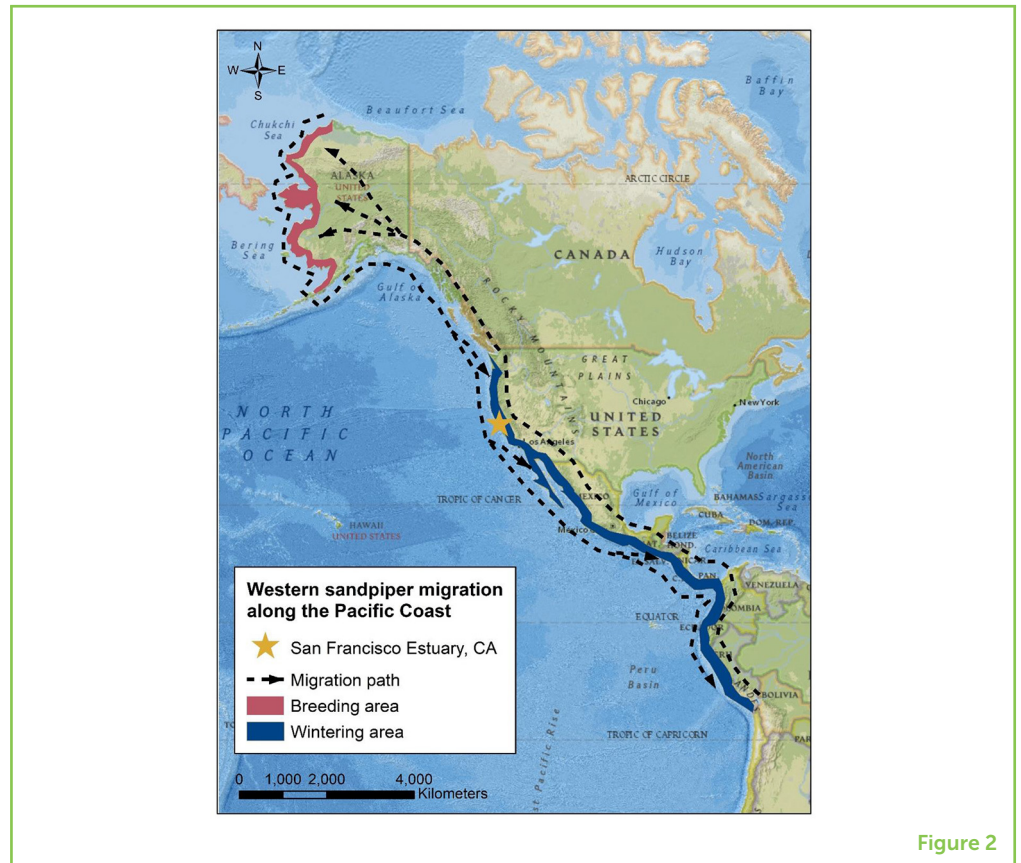 N
W E
S
Baffin
Bay
Beaufort Sea
Chukchi
Sea
ALASKA
UNITED
STATES
ARCTIC CIRCLE
Bering
Sea
CANADA
Hudson
Bay
Gulf of
Alaska
ROCKY MOUNTAINS
GREAT
PLAINS
Chicago
New York
UNITED
STATES
NORTH
PACIFIC
OCEAN
Los Angeles
North
American
Basin
TROPIC OF CANCER
MEXICO
Gulf of
Mexico
BAHAMAS
Sargasso
Sea
CUBA
HAWAII
UNITED STATES
México
DOM. REP.
BELIZE
HOND.
Caribbean Sea
NICAR.
PAN.
VENEZUELA
EQUATOR
Peru
Basin
BOLIVIA
TROPIC OF CAPRICORN
Western sandpiper migration
along the Pacific Coast
San Francisco Estuary, CA
Migration path
Breeding area
Wintering area
0 1,000 2,000 4,000
Kilometers
Figure 2